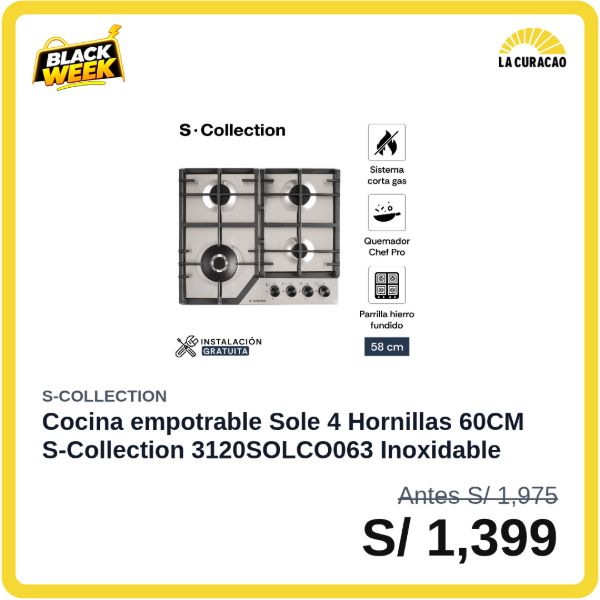 BLACK
WEEK
LA CURACAO
S·Collection
Sistema
corta gas
Quemador
Chef Pro
Parrilla hierro
fundido
INSTALACIÓN
GRATUITA
58 cm
S-COLLECTION
Cocina empotrable Sole 4 Hornillas 60CM
S-Collection 3120SOLCO063 Inoxidable
Antes S/ 1,975
S/ 1,399